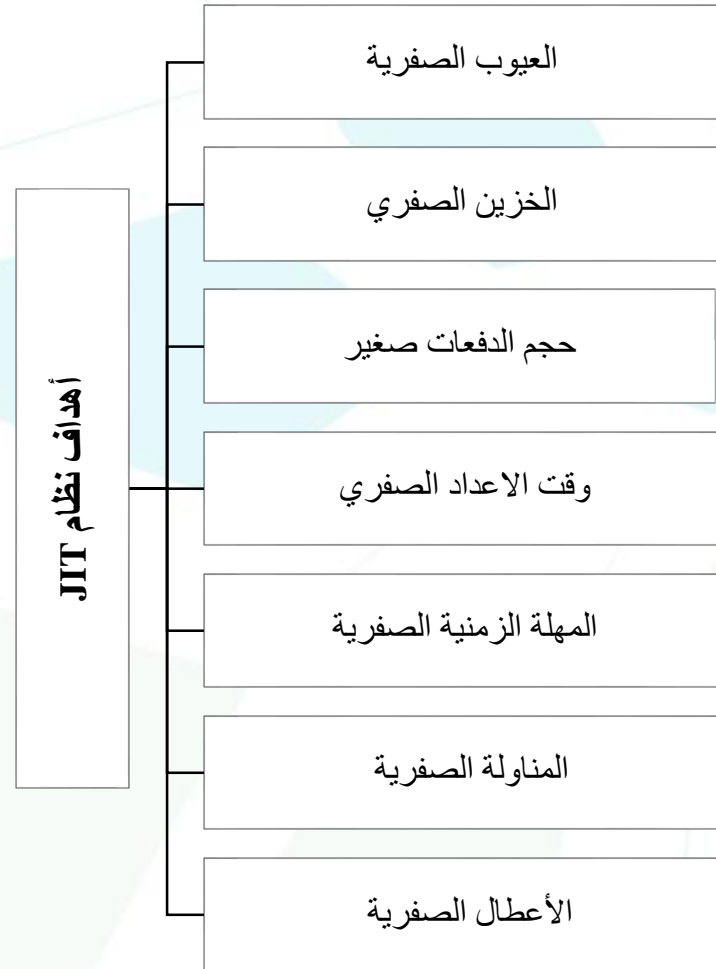 أهداف نظام JIT
العيوب الصفرية
الخزين الصفري
حجم الدفعات صغير
وقت الاعداد الصفري
المهلة الزمنية الصفرية
المناولة الصفرية
الأعطال الصفرية